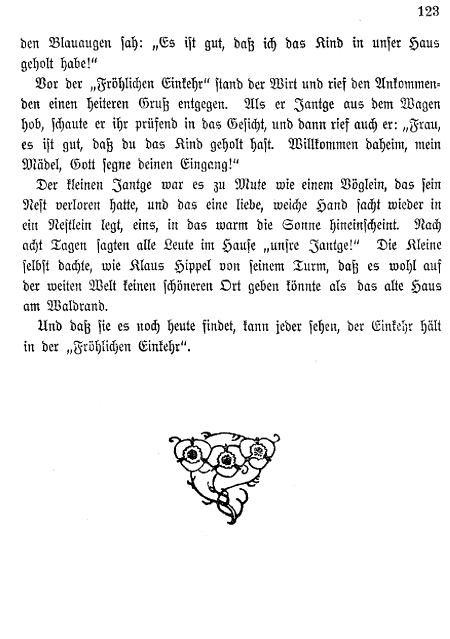 123
den Blauaugen sah: „Es ist gut, daß ich das Kind in unser Haus
geholt habe!“
Vor der „Fröhlichen Einkehr“ stand der Wirt und rief den Ankommen-
den einen heiteren Gruß entgegen. Als er Jantge aus dem Wagen
hob, schaute er ihr prüfend in das Gesicht, und dann rief auch er: „Frau,
es ist gut, daß du das Kind geholt hast. Willkommen daheim, mein
Mädel, Gott segne deinen Eingang!“
Der kleinen Jantge war es zu Mute wie einem Vöglein, das sein
Nest verloren hatte, und das eine liebe, weiche Hand sacht wieder in
ein Nestlein legt, eins, in das warm die Sonne hineinscheint. Nach
acht Tagen sagten alle Leute im Hause „unsre Jantge!“ Die Kleine
selbst dachte, wie Klaus Hippel von seinem Turm, daß es wohl auf
der weiten Welt keinen schöneren Ort geben könnte als das alte Haus
am Waldrand.
Und daß sie es noch heute findet, kann jeder sehen, der Einkehr hält
in der „Fröhlichen Einkehr“.